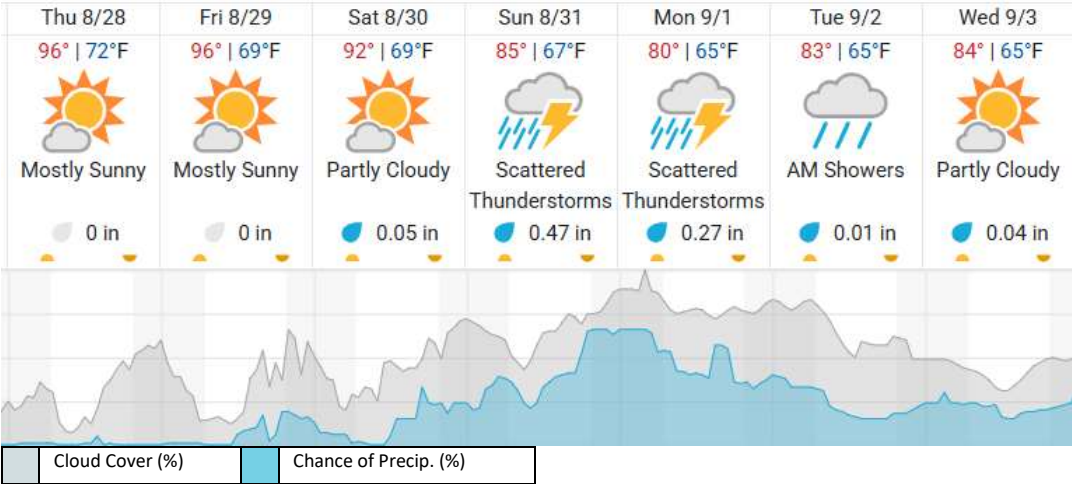 Thu 8/28 Fri 8/29 Sat 8/30 Sun 8/31 Mon 9/1 Tue 9/2 Wed 9/3
96° | 72°F 96° | 69°F 92° | 69°F 85° | 67°F 80° | 65°F 83° | 65°F 84° | 65°F
Mostly Sunny Mostly Sunny Partly Cloudy Scattered Scattered AM Showers Partly Cloudy
Thunderstorms Thunderstorms
0 in 0 in 0.05 in 0.47 in 0.27 in 0.01 in 0.04 in
Cloud Cover (%) Chance of Precip. (%)